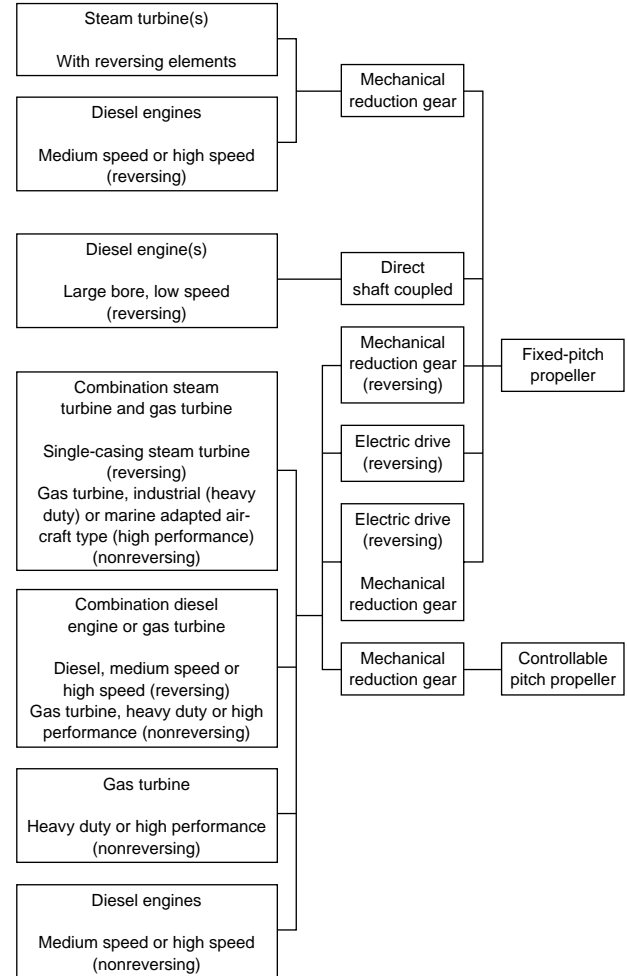 Steam turbine(s)
With reversing elements
Diesel engines
Medium speed or high speed
(reversing)
Diesel engine(s)
Large bore, low speed
(reversing)
Combination steam
turbine and gas turbine
Single-casing steam turbine
(reversing)
Gas turbine, industrial (heavy
duty) or marine adapted air-
craft type (high performance)
(nonreversing)
Combination diesel
engine or gas turbine
Diesel, medium speed or
high speed (reversing)
Gas turbine, heavy duty or high
performance (nonreversing)
Gas turbine
Heavy duty or high performance
(nonreversing)
Diesel engines
Medium speed or high speed
(nonreversing)
Mechanical
reduction gear
Direct
shaft coupled
Mechanical
reduction gear
(reversing)
Electric drive
(reversing)
Electric drive
(reversing)
Mechanical
reduction gear
Mechanical
reduction gear
Fixed-pitch
propeller
Controllable
pitch propeller